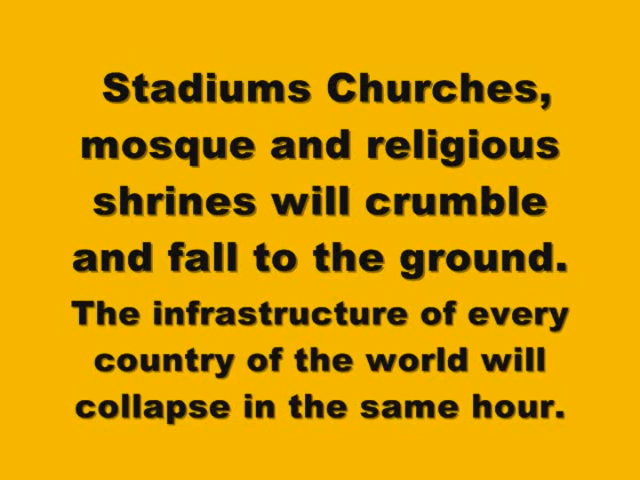 Stadiums Churches,
mosque and religious
shrines will crumble
and fall to the ground.
The infrastructure of every
country of the world will
collapse in the same hour.